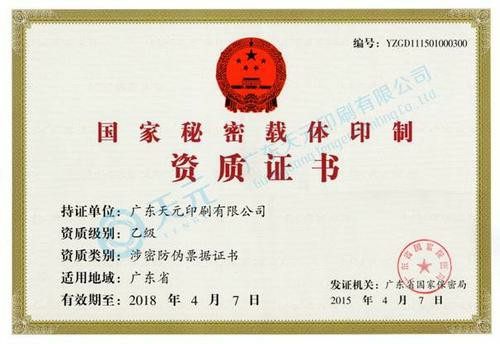 编号：YZGD111501000300
国家秘密载体印制
资质证书
持证单位：广东天元印刷有限公司
资质级别：乙级
资质类别：涉密防伪票据证书
适用地域：广东省
有效期至：2018 年 4 月 7 日
发证机关：广东省国家保密局
2015 年 4 月 7 日
广东省国家保密局
天元
广东天元印刷有限公司